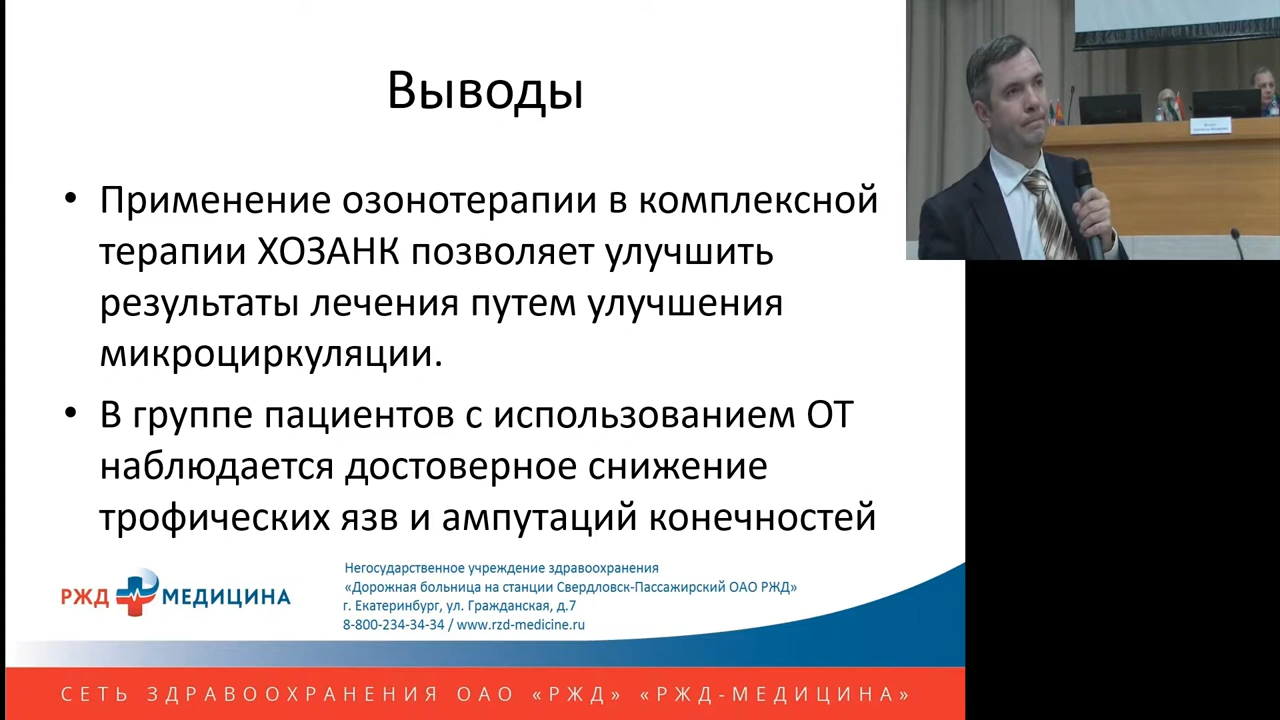 Выводы
• Применение озонотерапии в комплексной
терапии ХОЗАНК позволяет улучшить
результаты лечения путем улучшения
микроциркуляции.
• В группе пациентов с использованием ОТ
наблюдается достоверное снижение
трофических язв и ампутаций конечностей
РЖД МЕДИЦИНА
Негосударственное учреждение здравоохранения
«Дорожная больница на станции Свердловск-Пассажирский ОАО РЖД»
г. Екатеринбург, ул. Гражданская, д.7
8-800-234-34-34 / www.rzd-medicine.ru
СЕТЬ ЗДРАВООХРАНЕНИЯ ОАО «РЖД» «РЖД-МЕДИЦИНА»